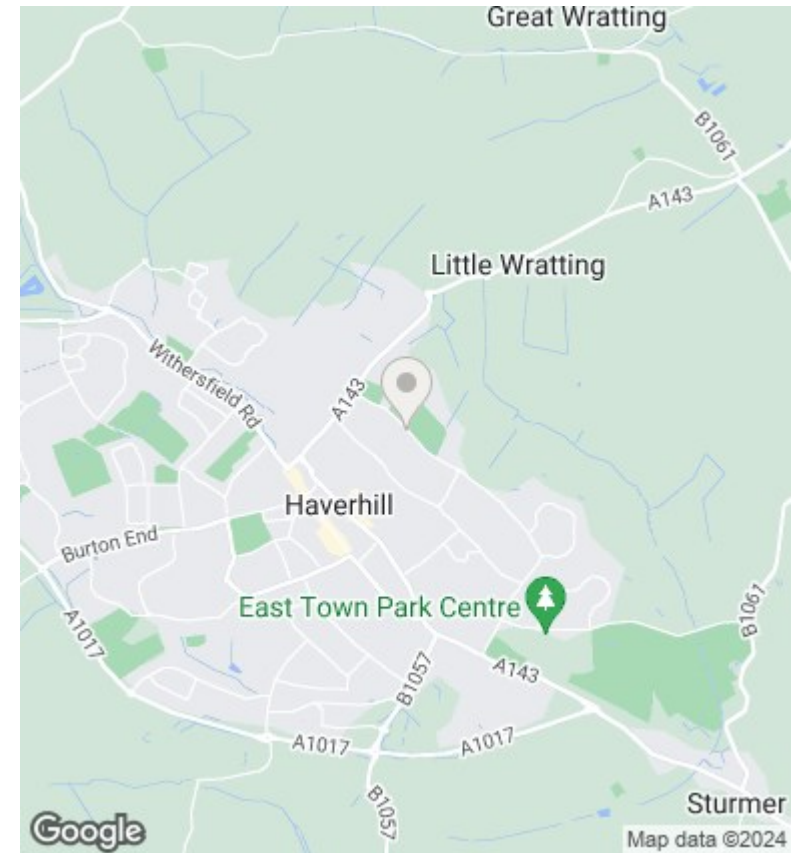 Great Wratting
B1061
A143
Little Wratting
Withersfield Rd
A143
Haverhill
Burton End
East Town Park Centre
B1061
A1017
B1057
A143
A1017
A1017
B1057
Sturmer
Google
Map data ©2024